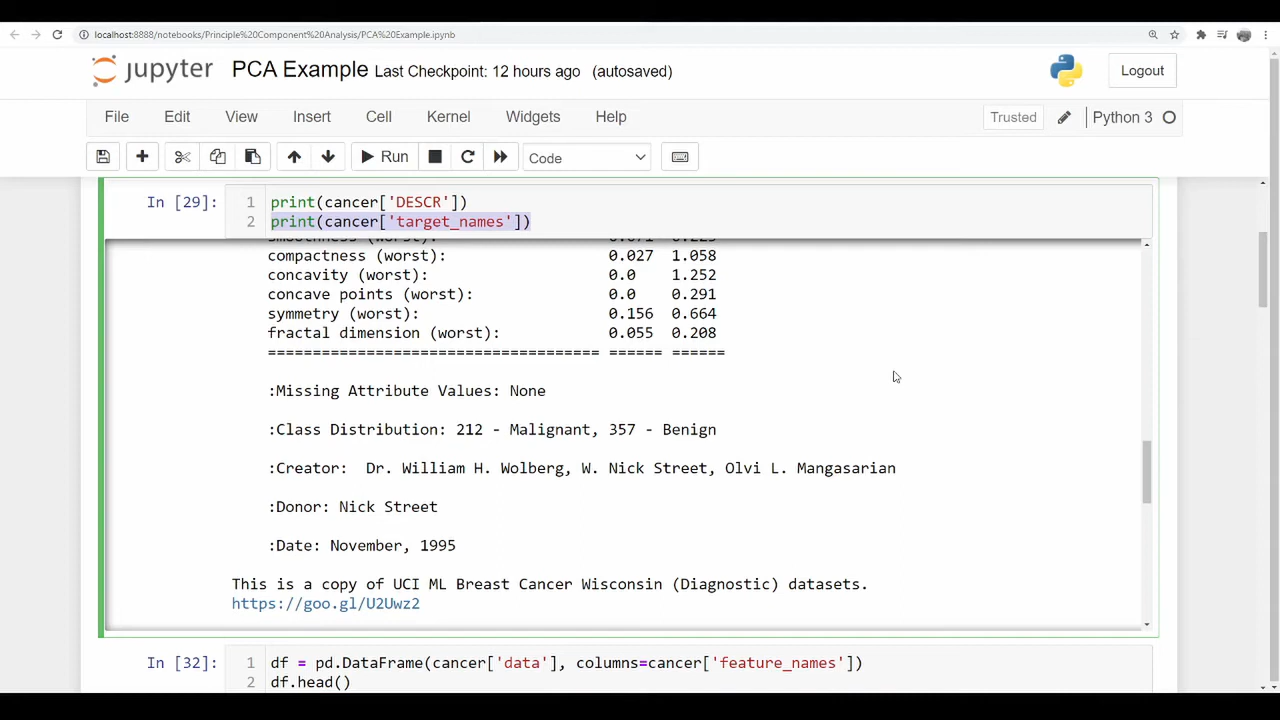 localhost:8888/notebooks/Principle%20Component%20Analysis/PCA%20Example.ipynb
jupyter PCA Example Last Checkpoint: 12 hours ago (autosaved) Logout
File Edit View Insert Cell Kernel Widgets Help Trusted Python 3
Run Code
In [29]: 1 print(cancer['DESCR'])
2 print(cancer['target_names'])
smoothness (worst): 0.071 0.223
compactness (worst): 0.027 1.058
concavity (worst): 0.0 1.252
concave points (worst): 0.0 0.291
symmetry (worst): 0.156 0.664
fractal dimension (worst): 0.055 0.208
===================================== ====== ======
:Missing Attribute Values: None
:Class Distribution: 212 - Malignant, 357 - Benign
:Creator:  Dr. William H. Wolberg, W. Nick Street, Olvi L. Mangasarian
:Donor: Nick Street
:Date: November, 1995
This is a copy of UCI ML Breast Cancer Wisconsin (Diagnostic) datasets.
https://goo.gl/U2Uwz2
In [32]: 1 df = pd.DataFrame(cancer['data'], columns=cancer['feature_names'])
2 df.head()